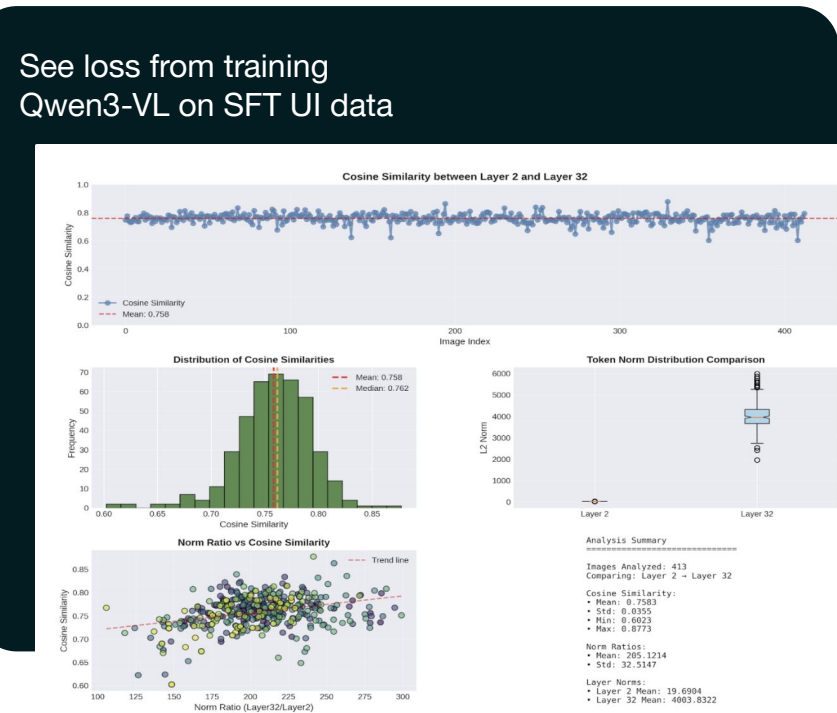 See loss from training
Qwen3-VL on SFT UI data
Cosine Similarity between Layer 2 and Layer 32
1.0
0.8
0.6
0.4
0.2
0.0
Cosine Similarity
Cosine Similarity
Mean: 0.758
0
100
200
300
400
Image Index
Distribution of Cosine Similarities
70
60
50
40
30
20
10
0
Frequency
Mean: 0.758
Median: 0.762
0.60
0.65
0.70
0.75
0.80
0.85
Cosine Similarity
Token Norm Distribution Comparison
6000
5000
4000
3000
2000
1000
0
L2 Norm
Layer 2
Layer 32
Norm Ratio vs Cosine Similarity
0.85
0.80
0.75
0.70
0.65
0.60
Cosine Similarity
Trend line
100
125
150
175
200
225
250
275
300
Norm Ratio (Layer32/Layer2)
Analysis Summary
==============================
Images Analyzed: 413
Comparing: Layer 2 → Layer 32
Cosine Similarity:
• Mean: 0.7583
• Std: 0.0355
• Min: 0.6023
• Max: 0.8773
Norm Ratios:
• Mean: 205.1214
• Std: 32.5147
Layer Norms:
• Layer 2 Mean: 19.6904
• Layer 32 Mean: 4003.8322